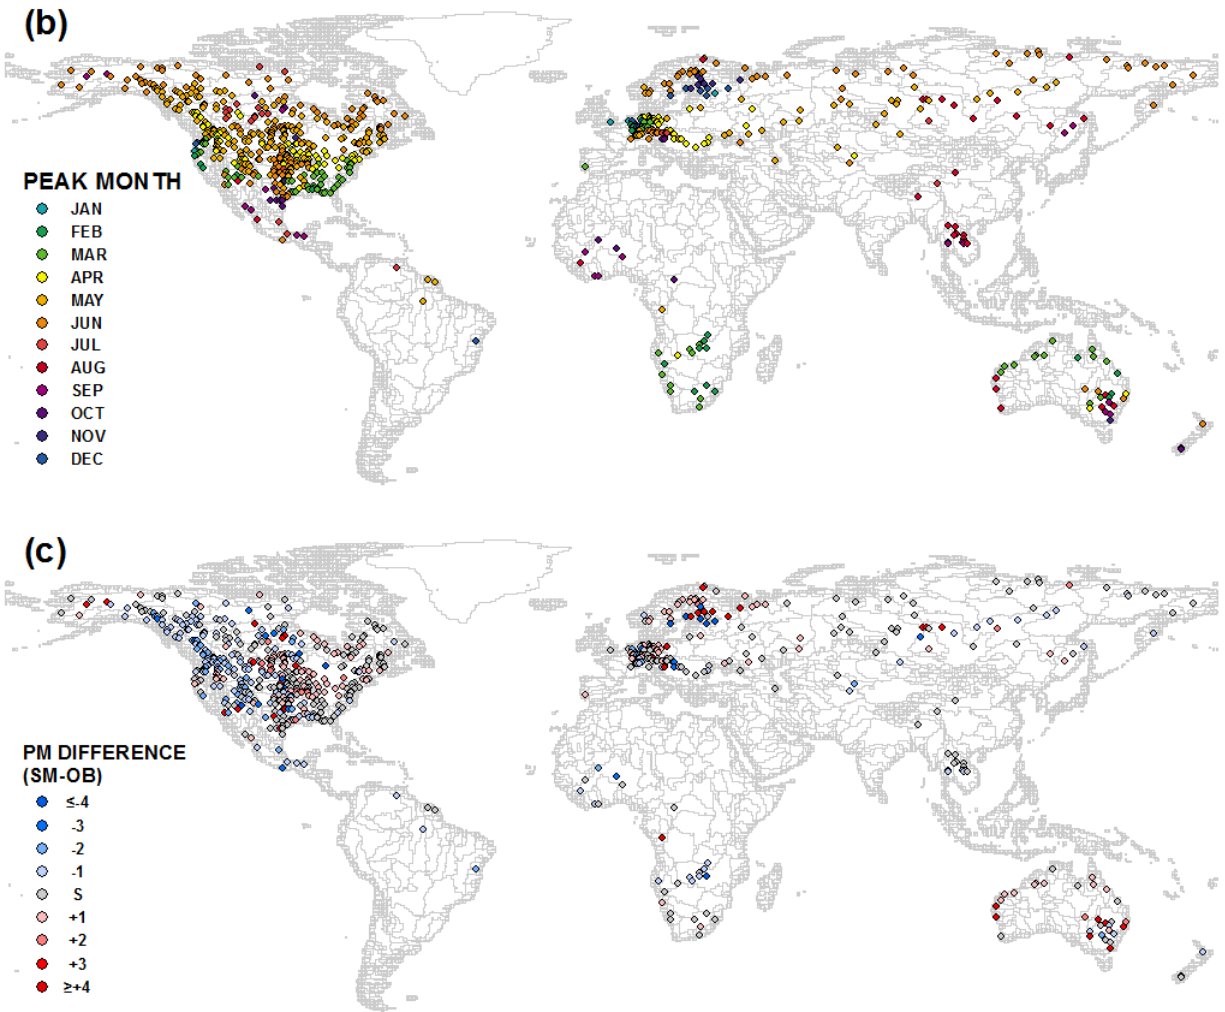 (b)
PEAK MONTH
JAN
FEB
MAR
APR
MAY
JUN
JUL
AUG
SEP
OCT
NOV
DEC
(c)
PM DIFFERENCE
(SM-OB)
≤-4
-3
-2
-1
S
+1
+2
+3
≥+4